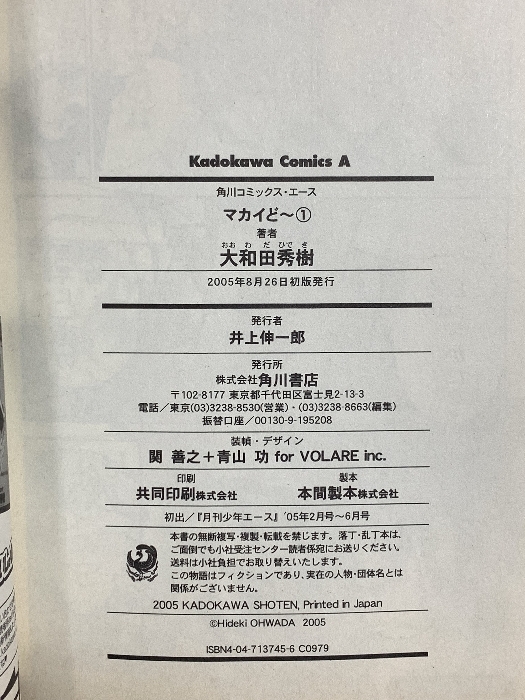 Kadokawa Comics A
角川コミックス・エース
マカイど〜①
著者
おおわだひでき
大和田秀樹
2005年8月26日初版発行
発行者
井上伸一郎
発行所
株式会社角川書店
〒102-8177 東京都千代田区富士見2-13-3
電話／東京(03)3238-8530(営業)・(03)3238-8663(編集)
振替口座／00130-9-195208
装幀・デザイン
関 善之＋青山 功 for VOLARE inc.
印刷 製本
共同印刷株式会社 本間製本株式会社
初出／『月刊少年エース』'05年2月号〜6月号
本書の無断複写・複製・転載を禁じます。落丁・乱丁本は、
ご面倒でも小社受注センター読者係宛にお送りください。
送料は小社負担でお取り替えいたします。
この物語はフィクションであり、実在の人物・団体名とは
関係がございません。
2005 KADOKAWA SHOTEN, Printed in Japan
©Hideki OHWADA 2005
ISBN4-04-713745-6 C0979